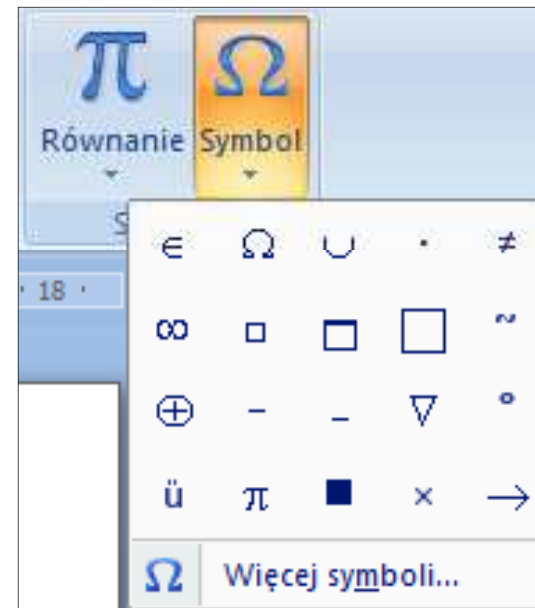 π Ω
Równanie Symbol
S
· 18 ·
∈ Ω ∪ · ≠
∞ □ □ □ ~
⊕ - _ ∇ °
ü π ■ × →
Ω Więcej symboli...